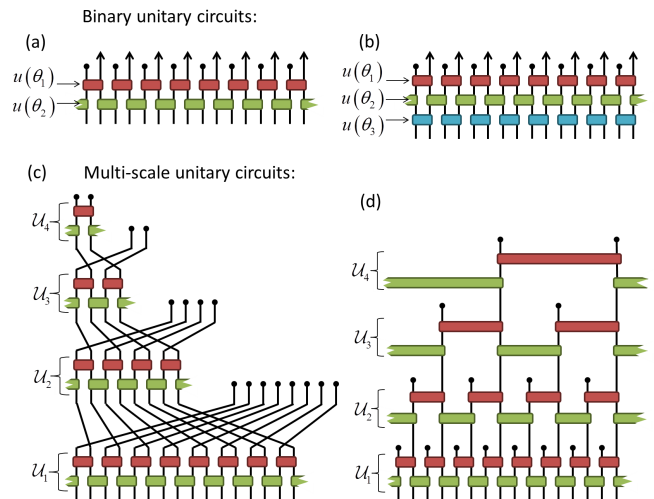 Binary unitary circuits:
(a)
u(θ₁)
u(θ₂)
(b)
u(θ₁)
u(θ₂)
u(θ₃)
(c) Multi-scale unitary circuits:
𝒰₄
𝒰₃
𝒰₂
𝒰₁
(d)
𝒰₄
𝒰₃
𝒰₂
𝒰₁